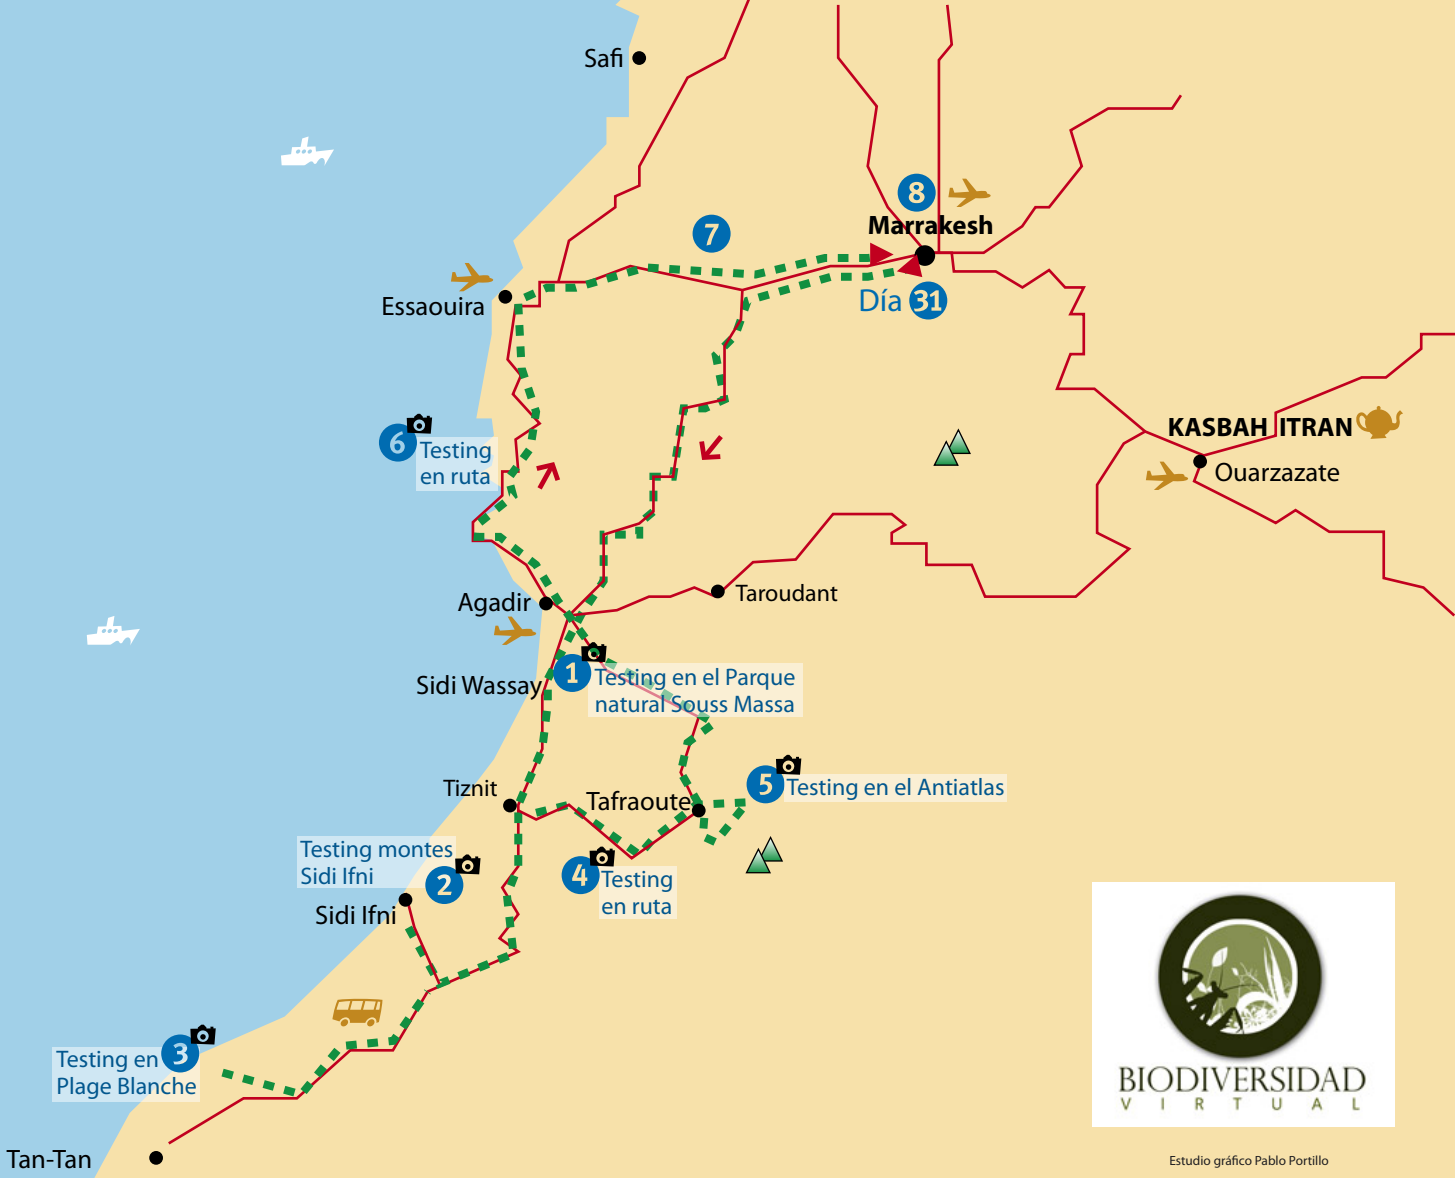 Safi
8
Marrakesh
7
Essaouira
Día 31
6
Testing
en ruta
KASBAH ITRAN
Ouarzazate
Agadir
Taroudant
Sidi Wassay
1
Testing en el Parque
natural Souss Massa
Tiznit
Tafraoute
5
Testing en el Antiatlas
Testing montes
Sidi Ifni
2
4
Testing
en ruta
Sidi Ifni
3
Testing en
Plage Blanche
Tan-Tan
BIODIVERSIDAD
VIRTUAL
Estudio gráfico Pablo Portillo